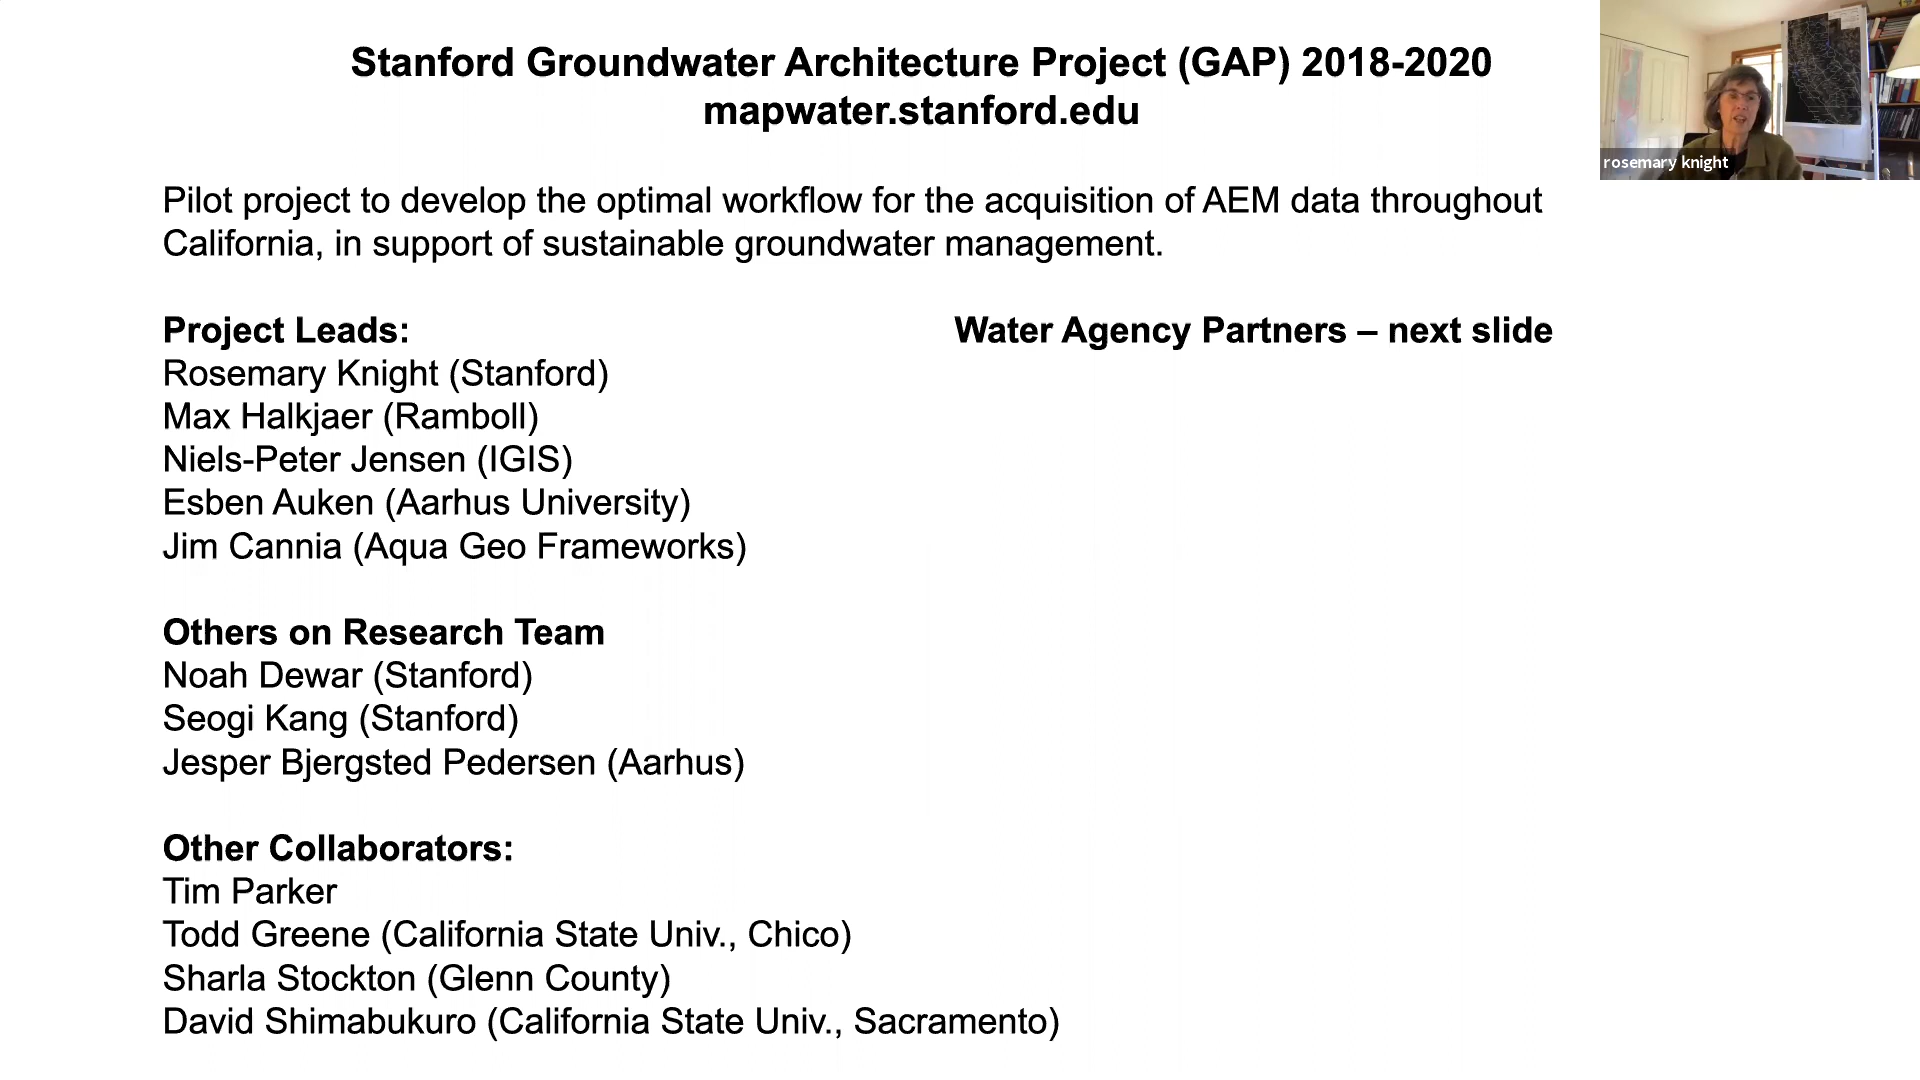 Stanford Groundwater Architecture Project (GAP) 2018-2020
mapwater.stanford.edu
rosemary knight
Pilot project to develop the optimal workflow for the acquisition of AEM data throughout
California, in support of sustainable groundwater management.
Project Leads:
Rosemary Knight (Stanford)
Max Halkjaer (Ramboll)
Niels-Peter Jensen (IGIS)
Esben Auken (Aarhus University)
Jim Cannia (Aqua Geo Frameworks)
Water Agency Partners – next slide
Others on Research Team
Noah Dewar (Stanford)
Seogi Kang (Stanford)
Jesper Bjergsted Pedersen (Aarhus)
Other Collaborators:
Tim Parker
Todd Greene (California State Univ., Chico)
Sharla Stockton (Glenn County)
David Shimabukuro (California State Univ., Sacramento)